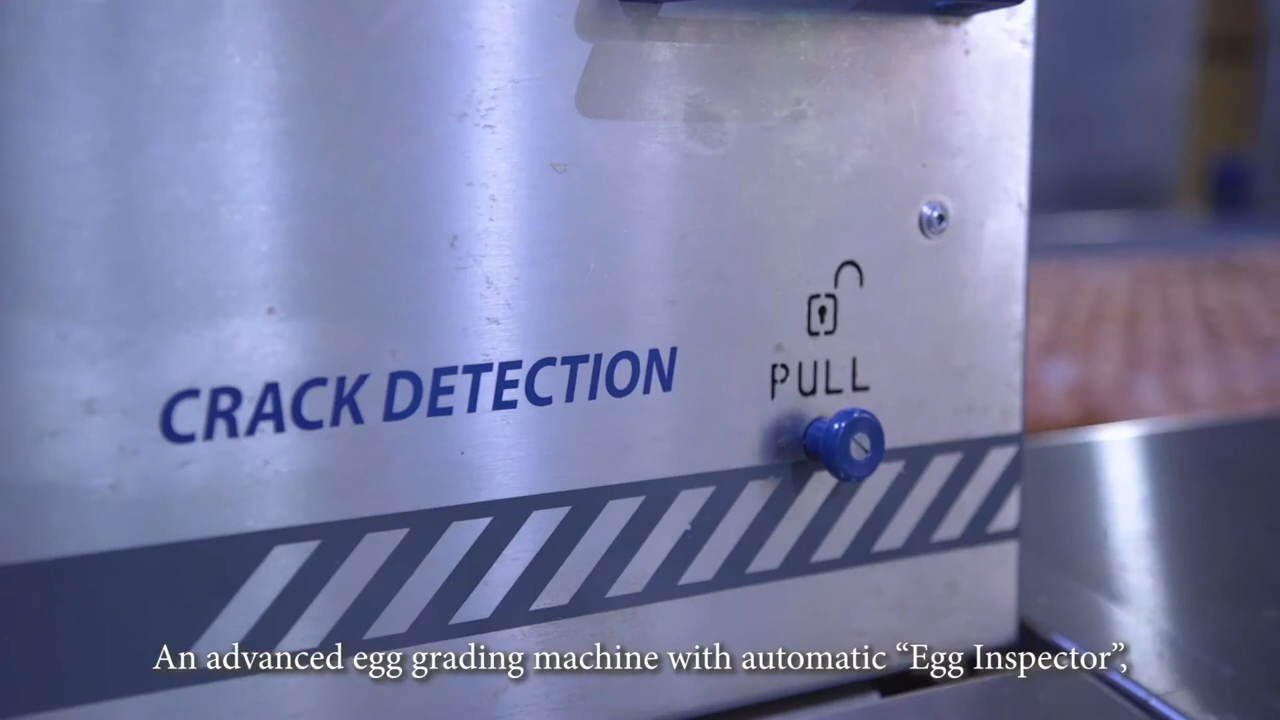 PULL
CRACK DETECTION
An advanced egg grading machine with automatic “Egg Inspector”,